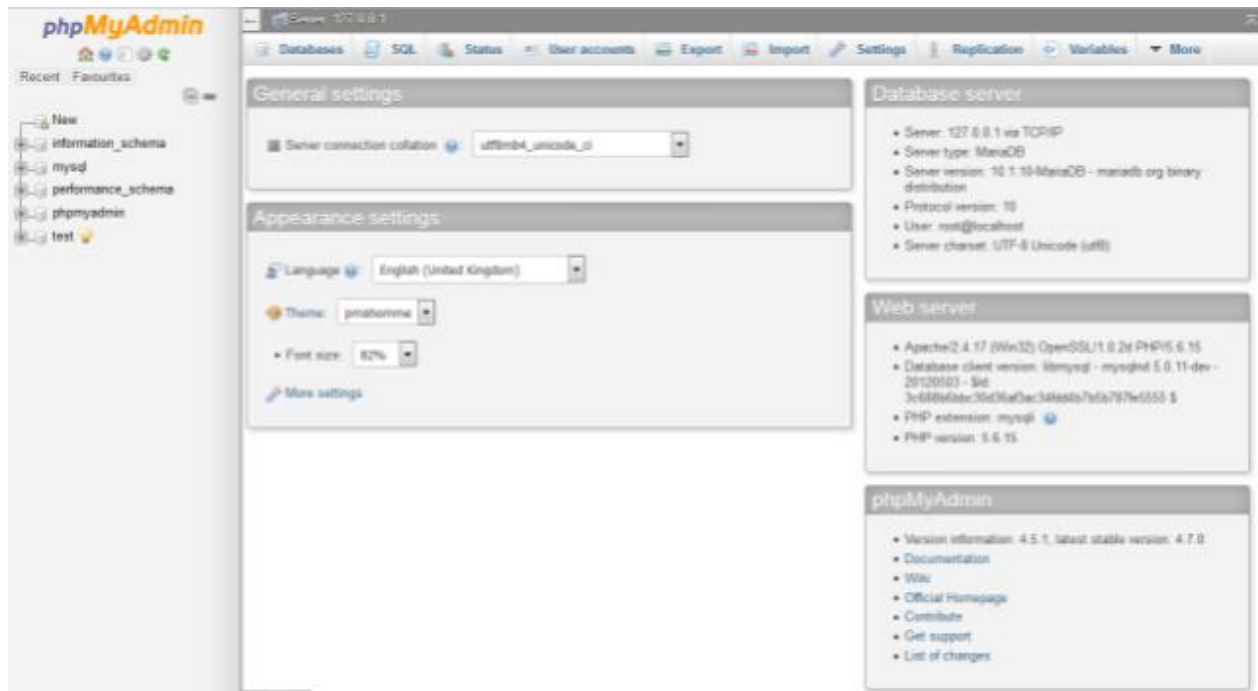 phpMyAdmin
Recent Favourites
New
information_schema
mysql
performance_schema
phpmyadmin
test
Server: 127.0.0.1
Databases SQL Status User accounts Export Import Settings Replication Variables More
General settings
Server connection collation utf8mb4_unicode_ci
Appearance settings
Language English (United Kingdom)
Theme: pmahomme
Font size: 82%
More settings
Database server
Server: 127.0.0.1 via TCP/IP
Server type: MariaDB
Server version: 10.1.10-MariaDB - mariadb.org binary
distribution
Protocol version: 10
User: root@localhost
Server charset: UTF-8 Unicode (utf8)
Web server
Apache/2.4.17 (Win32) OpenSSL/1.0.2d PHP/5.6.15
Database client version: libmysql - mysqlnd 5.0.11-dev -
20120503 - $Id:
$
PHP extension: mysqli
PHP version: 5.6.15
phpMyAdmin
Version information: 4.5.1, latest stable version: 4.7.0
Documentation
Wiki
Official Homepage
Contribute
Get support
List of changes